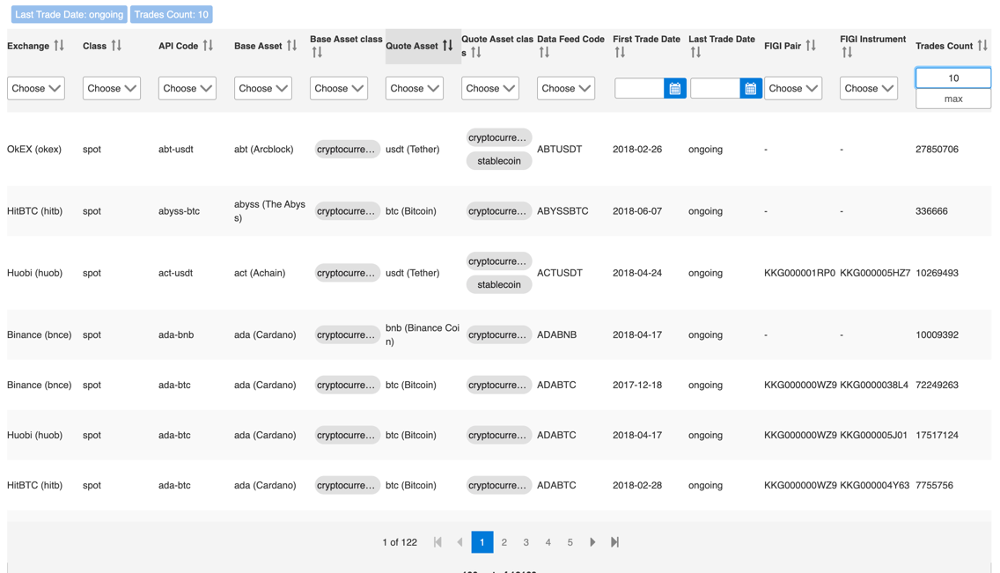 Last Trade Date: ongoing Trades Count: 10
Exchange Class API Code Base Asset Base Asset class Quote Asset Quote Asset clas s Data Feed Code First Trade Date Last Trade Date FIGI Pair FIGI Instrument Trades Count
Choose Choose Choose Choose Choose Choose Choose Choose Choose Choose 10
max
OkEX (okex) spot abt-usdt abt (Arcblock) cryptocurre... usdt (Tether) cryptocurre... stablecoin ABTUSDT 2018-02-26 ongoing - - 27850706
HitBTC (hitb) spot abyss-btc abyss (The Abys s) cryptocurre... btc (Bitcoin) cryptocurre... ABYSSBTC 2018-06-07 ongoing - - 336666
Huobi (huob) spot act-usdt act (Achain) cryptocurre... usdt (Tether) cryptocurre... stablecoin ACTUSDT 2018-04-24 ongoing KKG000001RP0 KKG000005HZ7 10269493
Binance (bnce) spot ada-bnb ada (Cardano) cryptocurre... bnb (Binance Coi n) cryptocurre... ADABNB 2018-04-17 ongoing - - 10009392
Binance (bnce) spot ada-btc ada (Cardano) cryptocurre... btc (Bitcoin) cryptocurre... ADABTC 2017-12-18 ongoing KKG000000WZ9 KKG0000038L4 72249263
Huobi (huob) spot ada-btc ada (Cardano) cryptocurre... btc (Bitcoin) cryptocurre... ADABTC 2018-04-17 ongoing KKG000000WZ9 KKG000005J01 17517124
HitBTC (hitb) spot ada-btc ada (Cardano) cryptocurre... btc (Bitcoin) cryptocurre... ADABTC 2018-02-28 ongoing KKG000000WZ9 KKG000004Y63 7755756
1 of 122 1 2 3 4 5